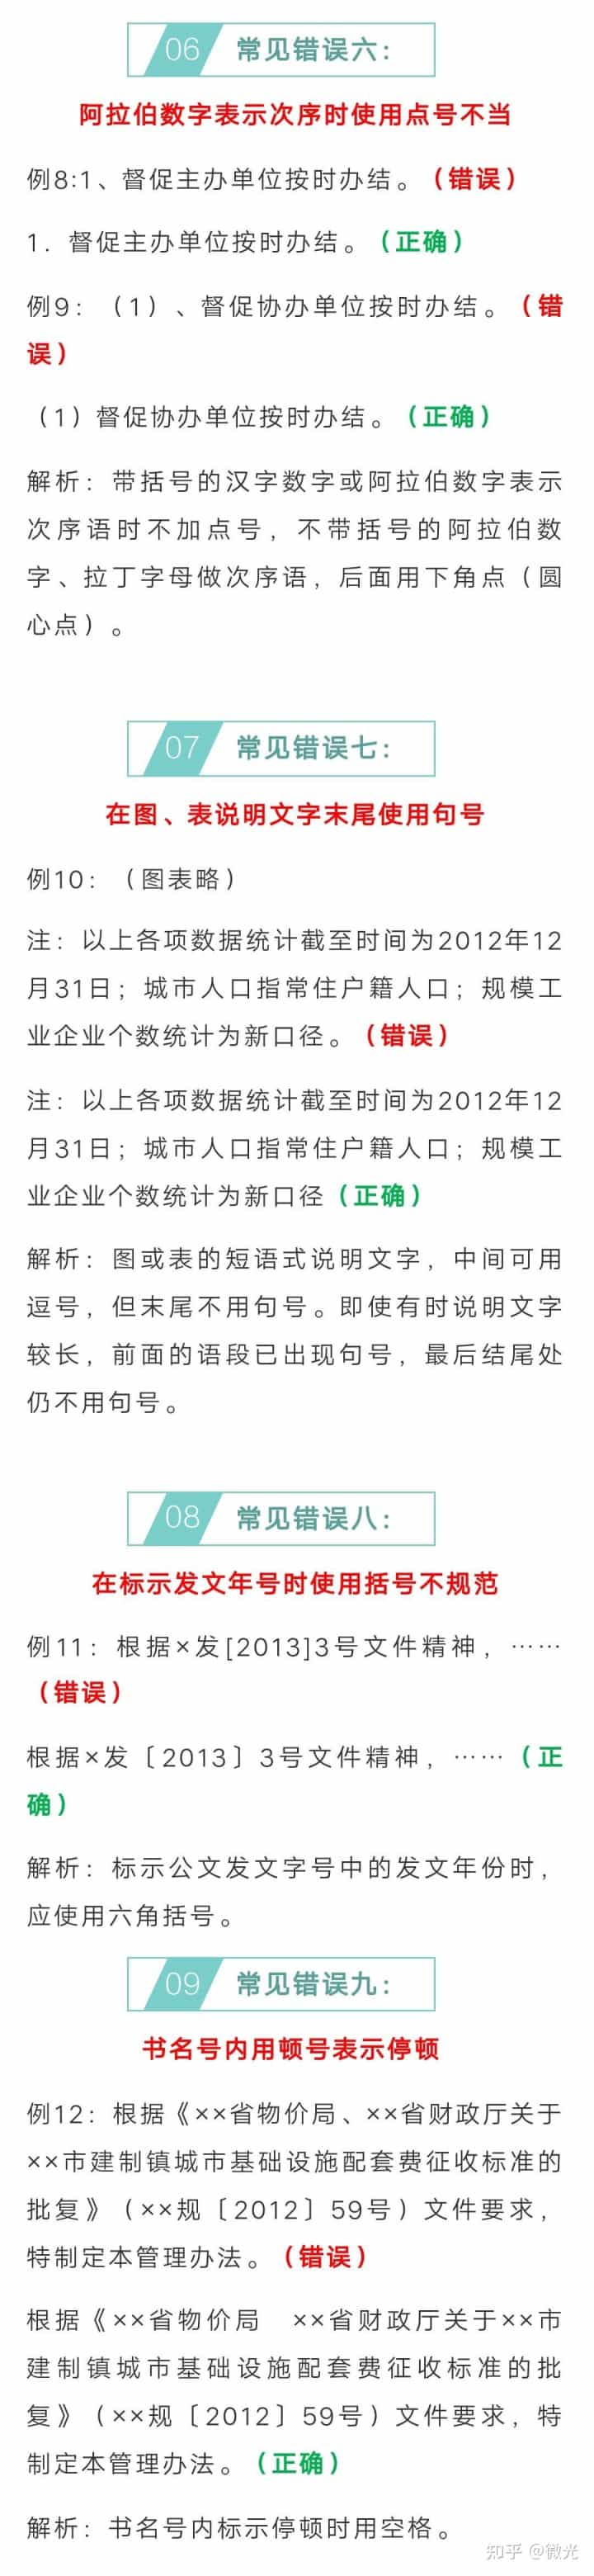 06 常见错误六：
阿拉伯数字表示次序时使用点号不当
例8:1、督促主办单位按时办结。（错误）
1．督促主办单位按时办结。（正确）
例9：（1）、督促协办单位按时办结。（错
误）
（1）督促协办单位按时办结。（正确）
解析：带括号的汉字数字或阿拉伯数字表示
次序语时不加点号，不带括号的阿拉伯数
字、拉丁字母做次序语，后面用下角点（圆
心点）。
07 常见错误七：
在图、表说明文字末尾使用句号
例10：（图表略）
注：以上各项数据统计截至时间为2012年12
月31日；城市人口指常住户籍人口；规模工
业企业个数统计为新口径。（错误）
注：以上各项数据统计截至时间为2012年12
月31日；城市人口指常住户籍人口；规模工
业企业个数统计为新口径（正确）
解析：图或表的短语式说明文字，中间可用
逗号，但末尾不用句号。即使有时说明文字
较长，前面的语段已出现句号，最后结尾处
仍不用句号。
08 常见错误八：
在标示发文年号时使用括号不规范
例11：根据×发[2013]3号文件精神，……
（错误）
根据×发〔2013〕3号文件精神，……（正
确）
解析：标示公文发文字号中的发文年份时，
应使用六角括号。
09 常见错误九：
书名号内用顿号表示停顿
例12：根据《××省物价局、××省财政厅关于
××市建制镇城市基础设施配套费征收标准的
批复》（××规〔2012〕59号）文件要求，
特制定本管理办法。（错误）
根据《××省物价局　××省财政厅关于××市
建制镇城市基础设施配套费征收标准的批
复》（××规〔2012〕59号）文件要求，特
制定本管理办法。（正确）
解析：书名号内标示停顿时用空格。
知乎 @微光